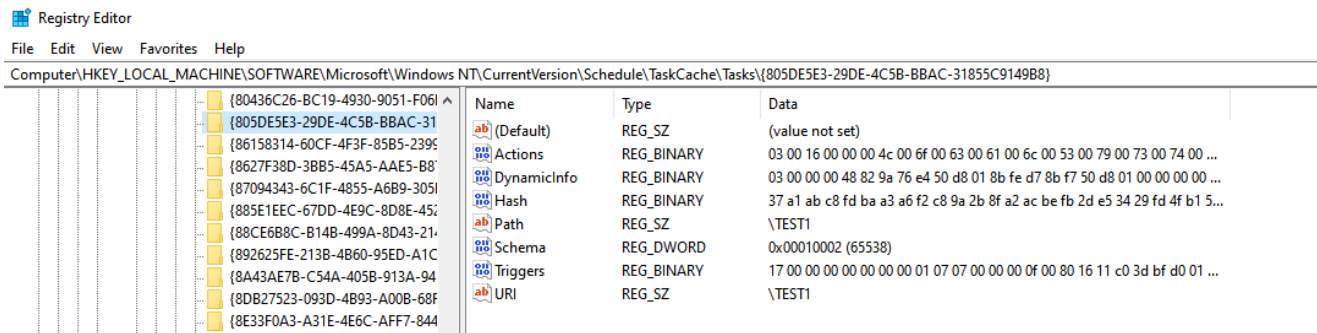 Registry Editor
File Edit View Favorites Help
Computer\HKEY_LOCAL_MACHINE\SOFTWARE\Microsoft\Windows NT\CurrentVersion\Schedule\TaskCache\Tasks\{805DE5E3-29DE-4C5B-BBAC-31855C9149B8}
{80436C26-BC19-4930-9051-F06
{805DE5E3-29DE-4C5B-BBAC-31
{86158314-60CF-4F3F-85B5-2399
{8627F38D-3BB5-45A5-AAE5-B8
{87094343-6C1F-4855-A6B9-305
{885E1EEC-67DD-4E9C-8D8E-452
{88CE6B8C-B14B-499A-8D43-214
{892625FE-213B-4B60-95ED-A1C
{8A43AE7B-C54A-405B-913A-94
{8DB27523-093D-4B93-A00B-68F
{8E33F0A3-A31E-4E6C-AFF7-844
Name Type Data
(Default) REG_SZ (value not set)
Actions REG_BINARY 03 00 16 00 00 00 4c 00 6f 00 63 00 61 00 6c 00 53 00 79 00 73 00 74 00 ...
DynamicInfo REG_BINARY 03 00 00 00 48 82 9a 76 e4 50 d8 01 8b fe d7 8b f7 50 d8 01 00 00 00 00 ...
Hash REG_BINARY 37 a1 ab c8 fd ba a3 a6 f2 c8 9a 2b 8f a2 ac be fb 2d e5 34 29 fd 4f b1 5...
Path REG_SZ \TEST1
Schema REG_DWORD 0x00010002 (65538)
Triggers REG_BINARY 17 00 00 00 00 00 00 00 01 07 07 00 00 00 0f 00 80 16 11 c0 3d bf d0 01 ...
URI REG_SZ \TEST1